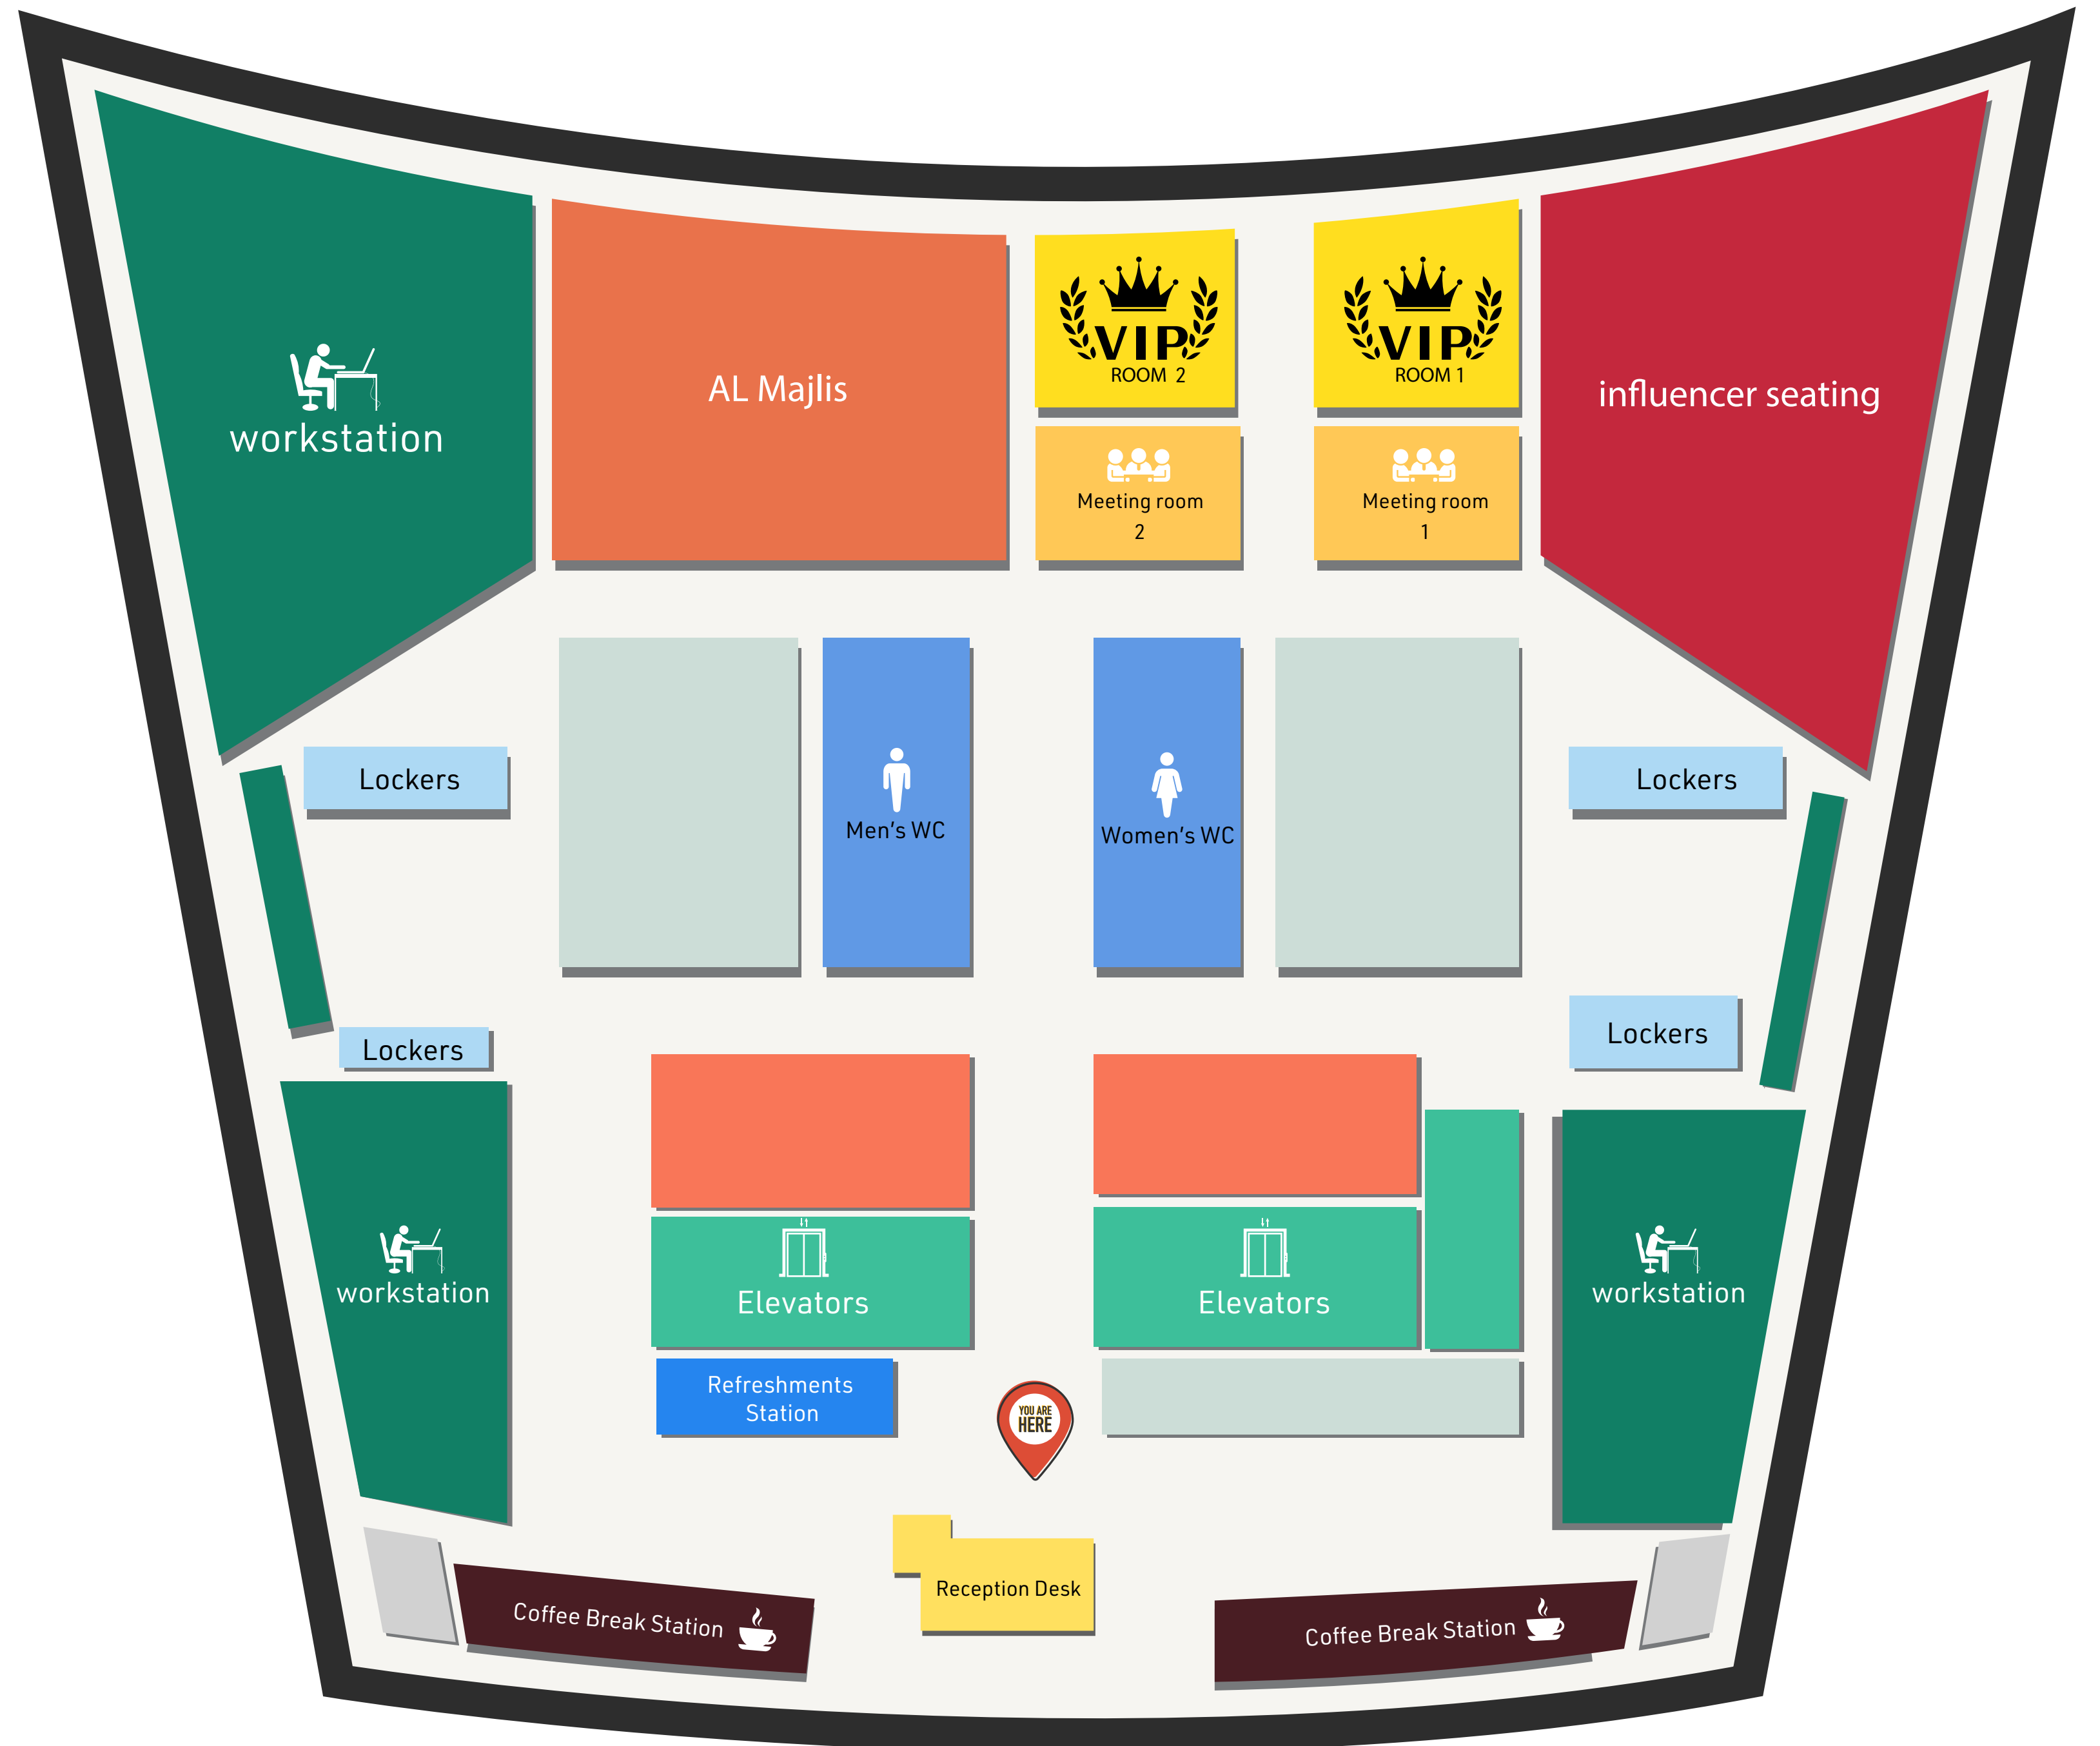 VIP
ROOM 2
VIP
ROOM 1
AL Majlis
influencer seating
workstation
Meeting room
2
Meeting room
1
Lockers
Lockers
Men's WC
Women's WC
Lockers
Lockers
workstation
Elevators
Elevators
workstation
Refreshments
Station
YOU ARE
HERE
Reception Desk
Coffee Break Station
Coffee Break Station